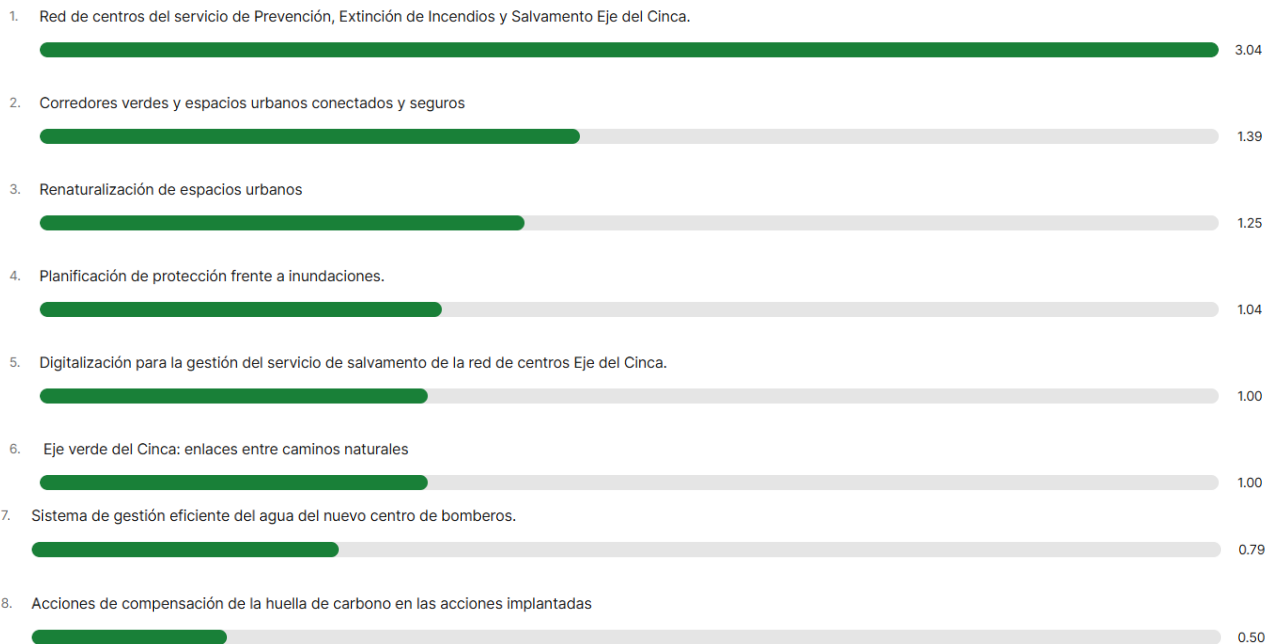 1. Red de centros del servicio de Prevención, Extinción de Incendios y Salvamento Eje del Cinca.
3.04
2. Corredores verdes y espacios urbanos conectados y seguros
1.39
3. Renaturalización de espacios urbanos
1.25
4. Planificación de protección frente a inundaciones.
1.04
5. Digitalización para la gestión del servicio de salvamento de la red de centros Eje del Cinca.
1.00
6. Eje verde del Cinca: enlaces entre caminos naturales
1.00
7. Sistema de gestión eficiente del agua del nuevo centro de bomberos.
0.79
8. Acciones de compensación de la huella de carbono en las acciones implantadas
0.50